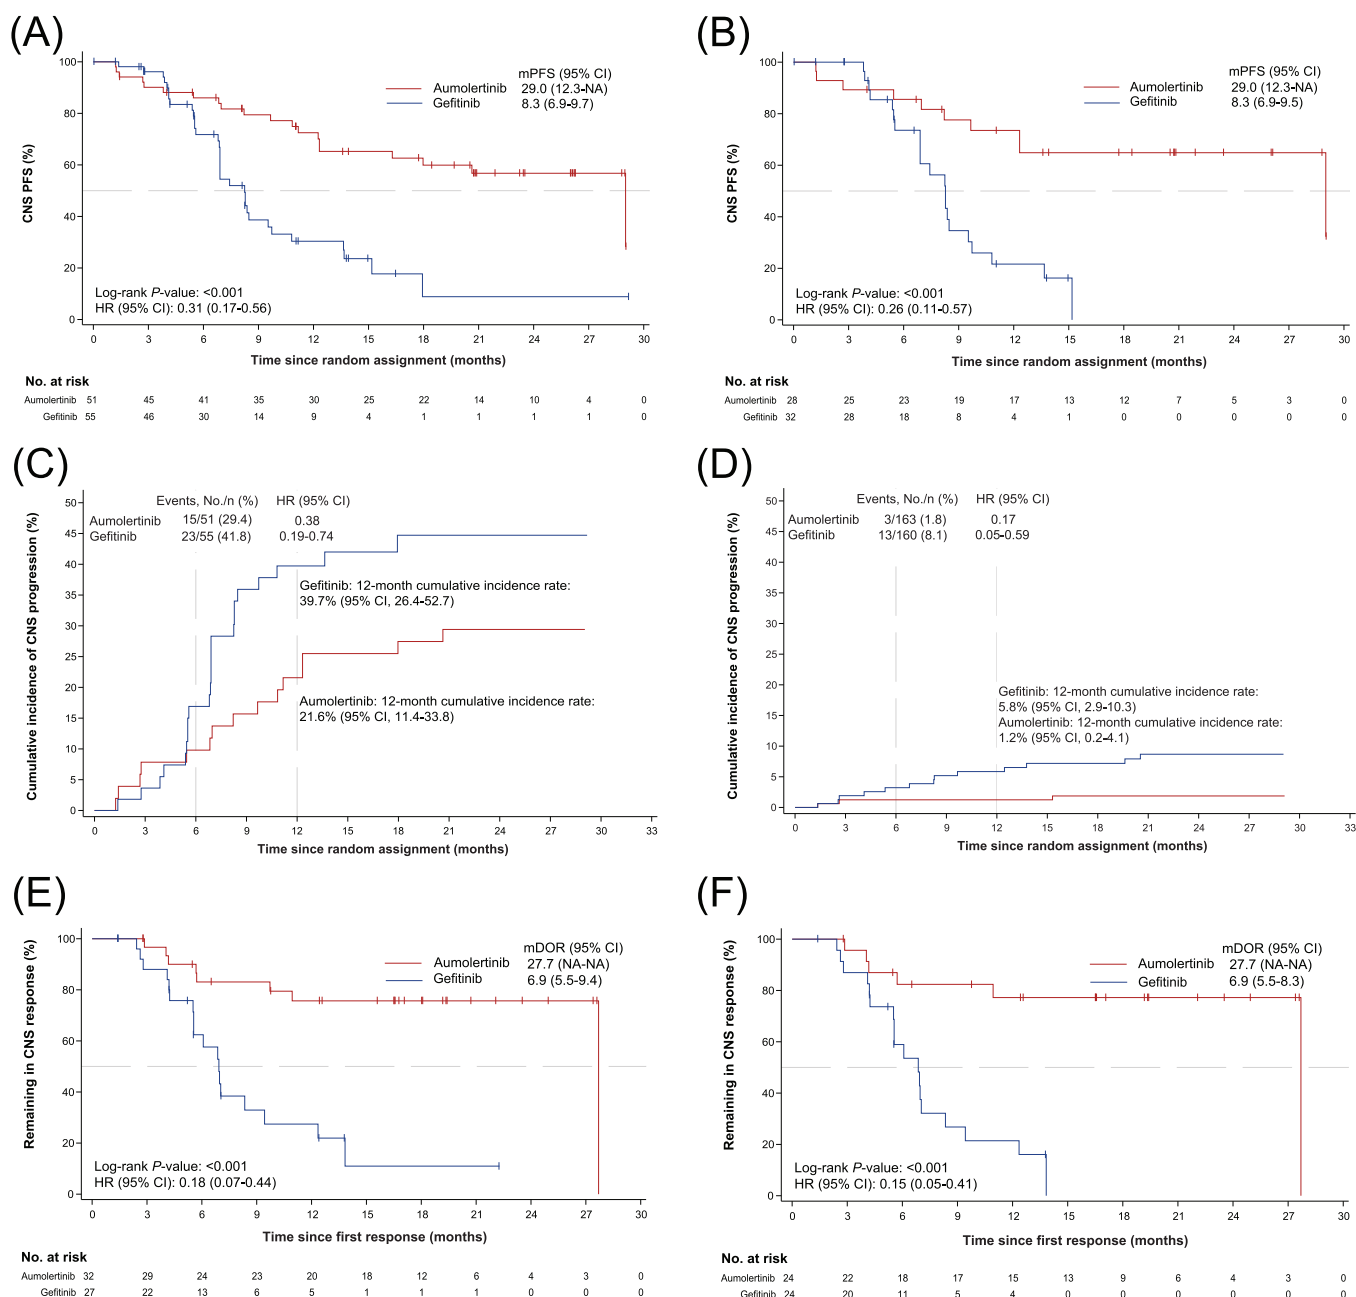 (A)
mPFS (95% CI)
Aumolertinib 29.0 (12.3-NA)
Gefitinib 8.3 (6.9-9.7)
CNS PFS (%)
100
80
60
40
20
0
Log-rank P-value: <0.001
HR (95% CI): 0.31 (0.17-0.56)
0 3 6 9 12 15 18 21 24 27 30
Time since random assignment (months)
No. at risk
Aumolertinib 51 45 41 35 30 25 22 14 10 4 0
Gefitinib 55 46 30 14 9 4 1 1 1 1 0
(B)
mPFS (95% CI)
Aumolertinib 29.0 (12.3-NA)
Gefitinib 8.3 (6.9-9.5)
CNS PFS (%)
100
80
60
40
20
0
Log-rank P-value: <0.001
HR (95% CI): 0.26 (0.11-0.57)
0 3 6 9 12 15 18 21 24 27 30
Time since random assignment (months)
No. at risk
Aumolertinib 28 25 23 19 17 13 12 7 5 3 0
Gefitinib 32 28 18 8 4 1 0 0 0 0 0
(C)
Events, No./n (%) HR (95% CI)
Aumolertinib 15/51 (29.4) 0.38
Gefitinib 23/55 (41.8) 0.19-0.74
Cumulative incidence of CNS progression (%)
50
45
40
35
30
25
20
15
10
5
0
Gefitinib: 12-month cumulative incidence rate:
39.7% (95% CI, 26.4-52.7)
Aumolertinib: 12-month cumulative incidence rate:
21.6% (95% CI, 11.4-33.8)
0 3 6 9 12 15 18 21 24 27 30 33
Time since random assignment (months)
(D)
Events, No./n (%) HR (95% CI)
Aumolertinib 3/163 (1.8) 0.17
Gefitinib 13/160 (8.1) 0.05-0.59
Cumulative incidence of CNS progression (%)
50
45
40
35
30
25
20
15
10
5
0
Gefitinib: 12-month cumulative incidence rate:
5.8% (95% CI, 2.9-10.3)
Aumolertinib: 12-month cumulative incidence rate:
1.2% (95% CI, 0.2-4.1)
0 3 6 9 12 15 18 21 24 27 30 33
Time since random assignment (months)
(E)
mDOR (95% CI)
Aumolertinib 27.7 (NA-NA)
Gefitinib 6.9 (5.5-9.4)
Remaining in CNS response (%)
100
80
60
40
20
0
Log-rank P-value: <0.001
HR (95% CI): 0.18 (0.07-0.44)
0 3 6 9 12 15 18 21 24 27 30
Time since first response (months)
No. at risk
Aumolertinib 32 29 24 23 20 18 12 6 4 3 0
Gefitinib 27 22 13 6 5 1 1 1 0 0 0
(F)
mDOR (95% CI)
Aumolertinib 27.7 (NA-NA)
Gefitinib 6.9 (5.5-8.3)
Remaining in CNS response (%)
100
80
60
40
20
0
Log-rank P-value: <0.001
HR (95% CI): 0.15 (0.05-0.41)
0 3 6 9 12 15 18 21 24 27 30
Time since first response (months)
No. at risk
Aumolertinib 24 22 18 17 15 13 9 6 4 3 0
Gefitinib 24 20 11 5 4 0 0 0 0 0 0